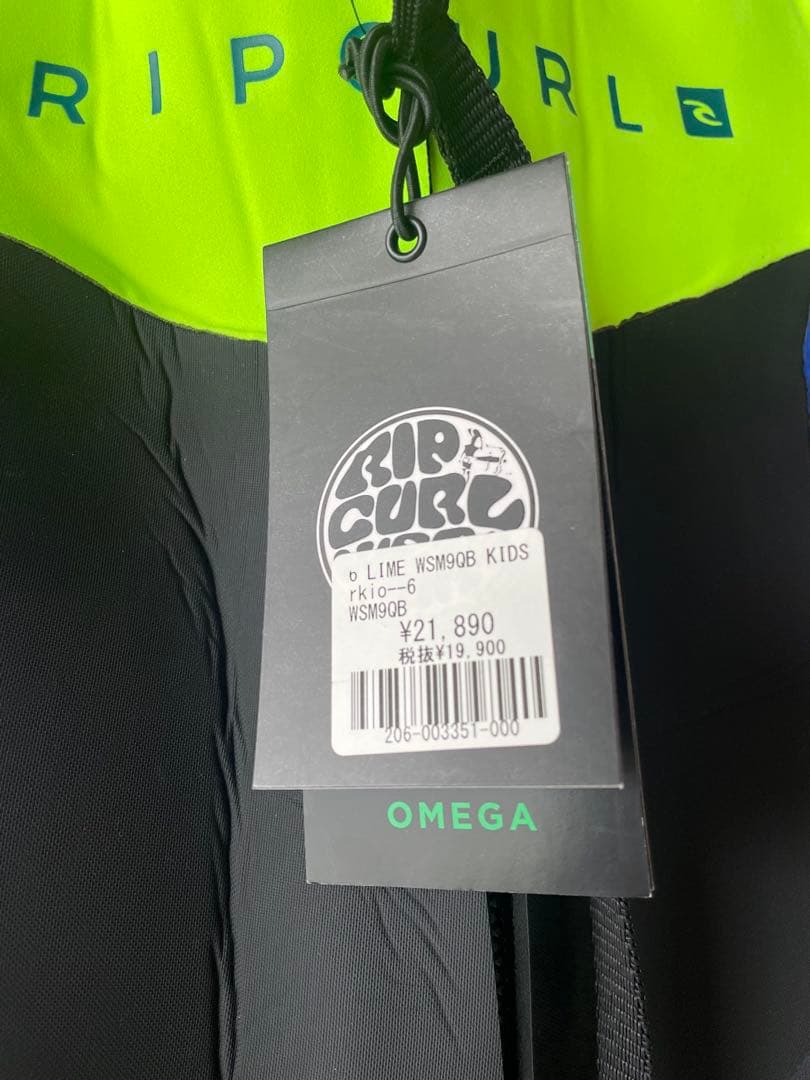 RIP CURL
RIP
CURL
6 LIME WSM9QB KIDS
rkio--6
WSM9QB
¥21,890
税抜¥19,900
206-003351-000
OMEGA